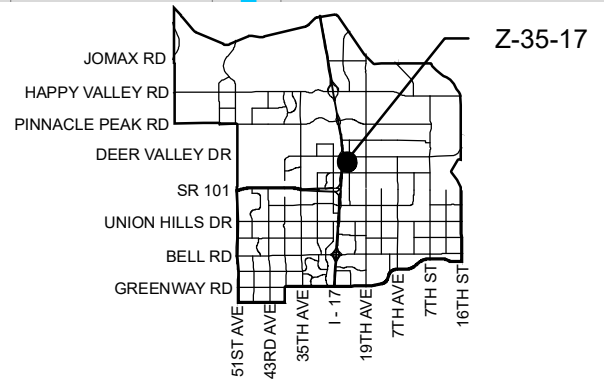 Z-35-17
JOMAX RD
HAPPY VALLEY RD
PINNACLE PEAK RD
DEER VALLEY DR
SR 101
UNION HILLS DR
BELL RD
GREENWAY RD
51ST AVE
43RD AVE
35TH AVE
I - 17
19TH AVE
7TH AVE
7TH ST
16TH ST